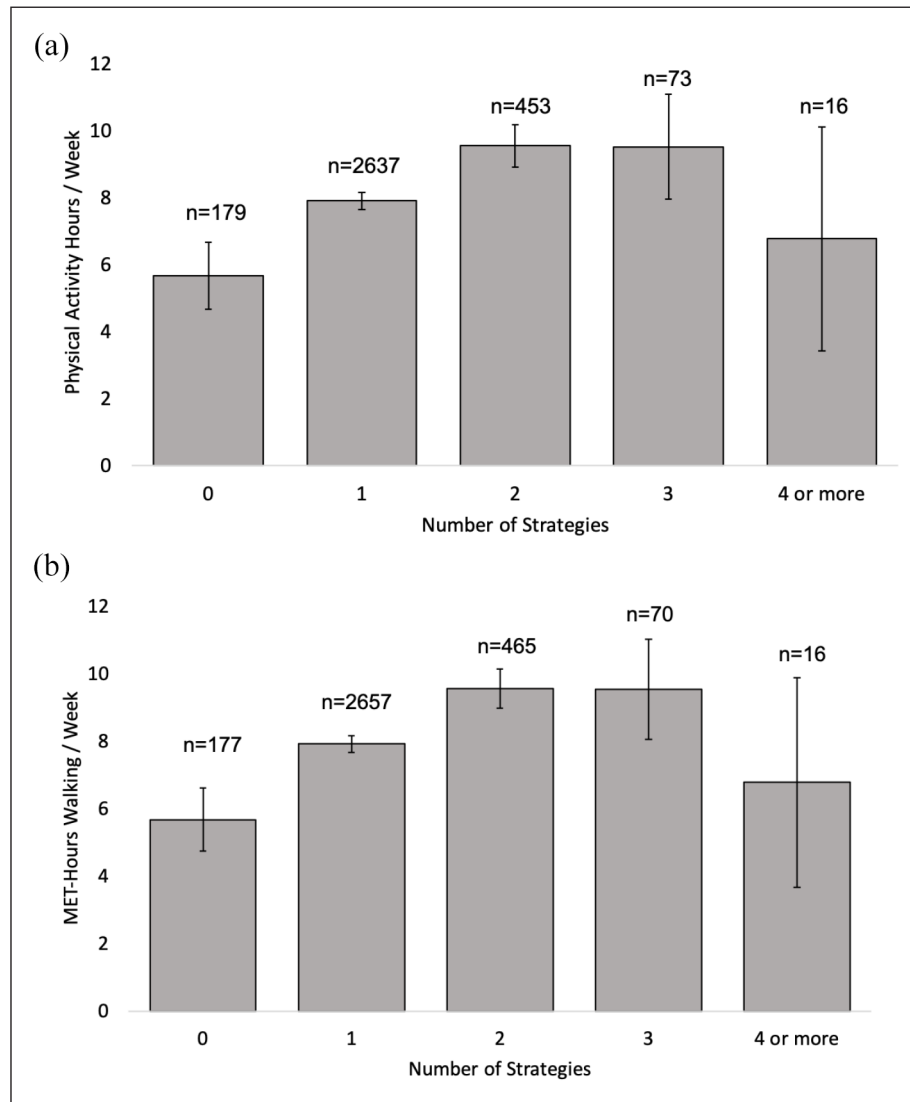 (a)
12
10
8
6
4
2
0
Physical Activity Hours / Week
n=179
n=2637
n=453
n=73
n=16
0 1 2 3 4 or more
Number of Strategies
(b)
12
10
8
6
4
2
0
MET-Hours Walking / Week
n=177
n=2657
n=465
n=70
n=16
0 1 2 3 4 or more
Number of Strategies